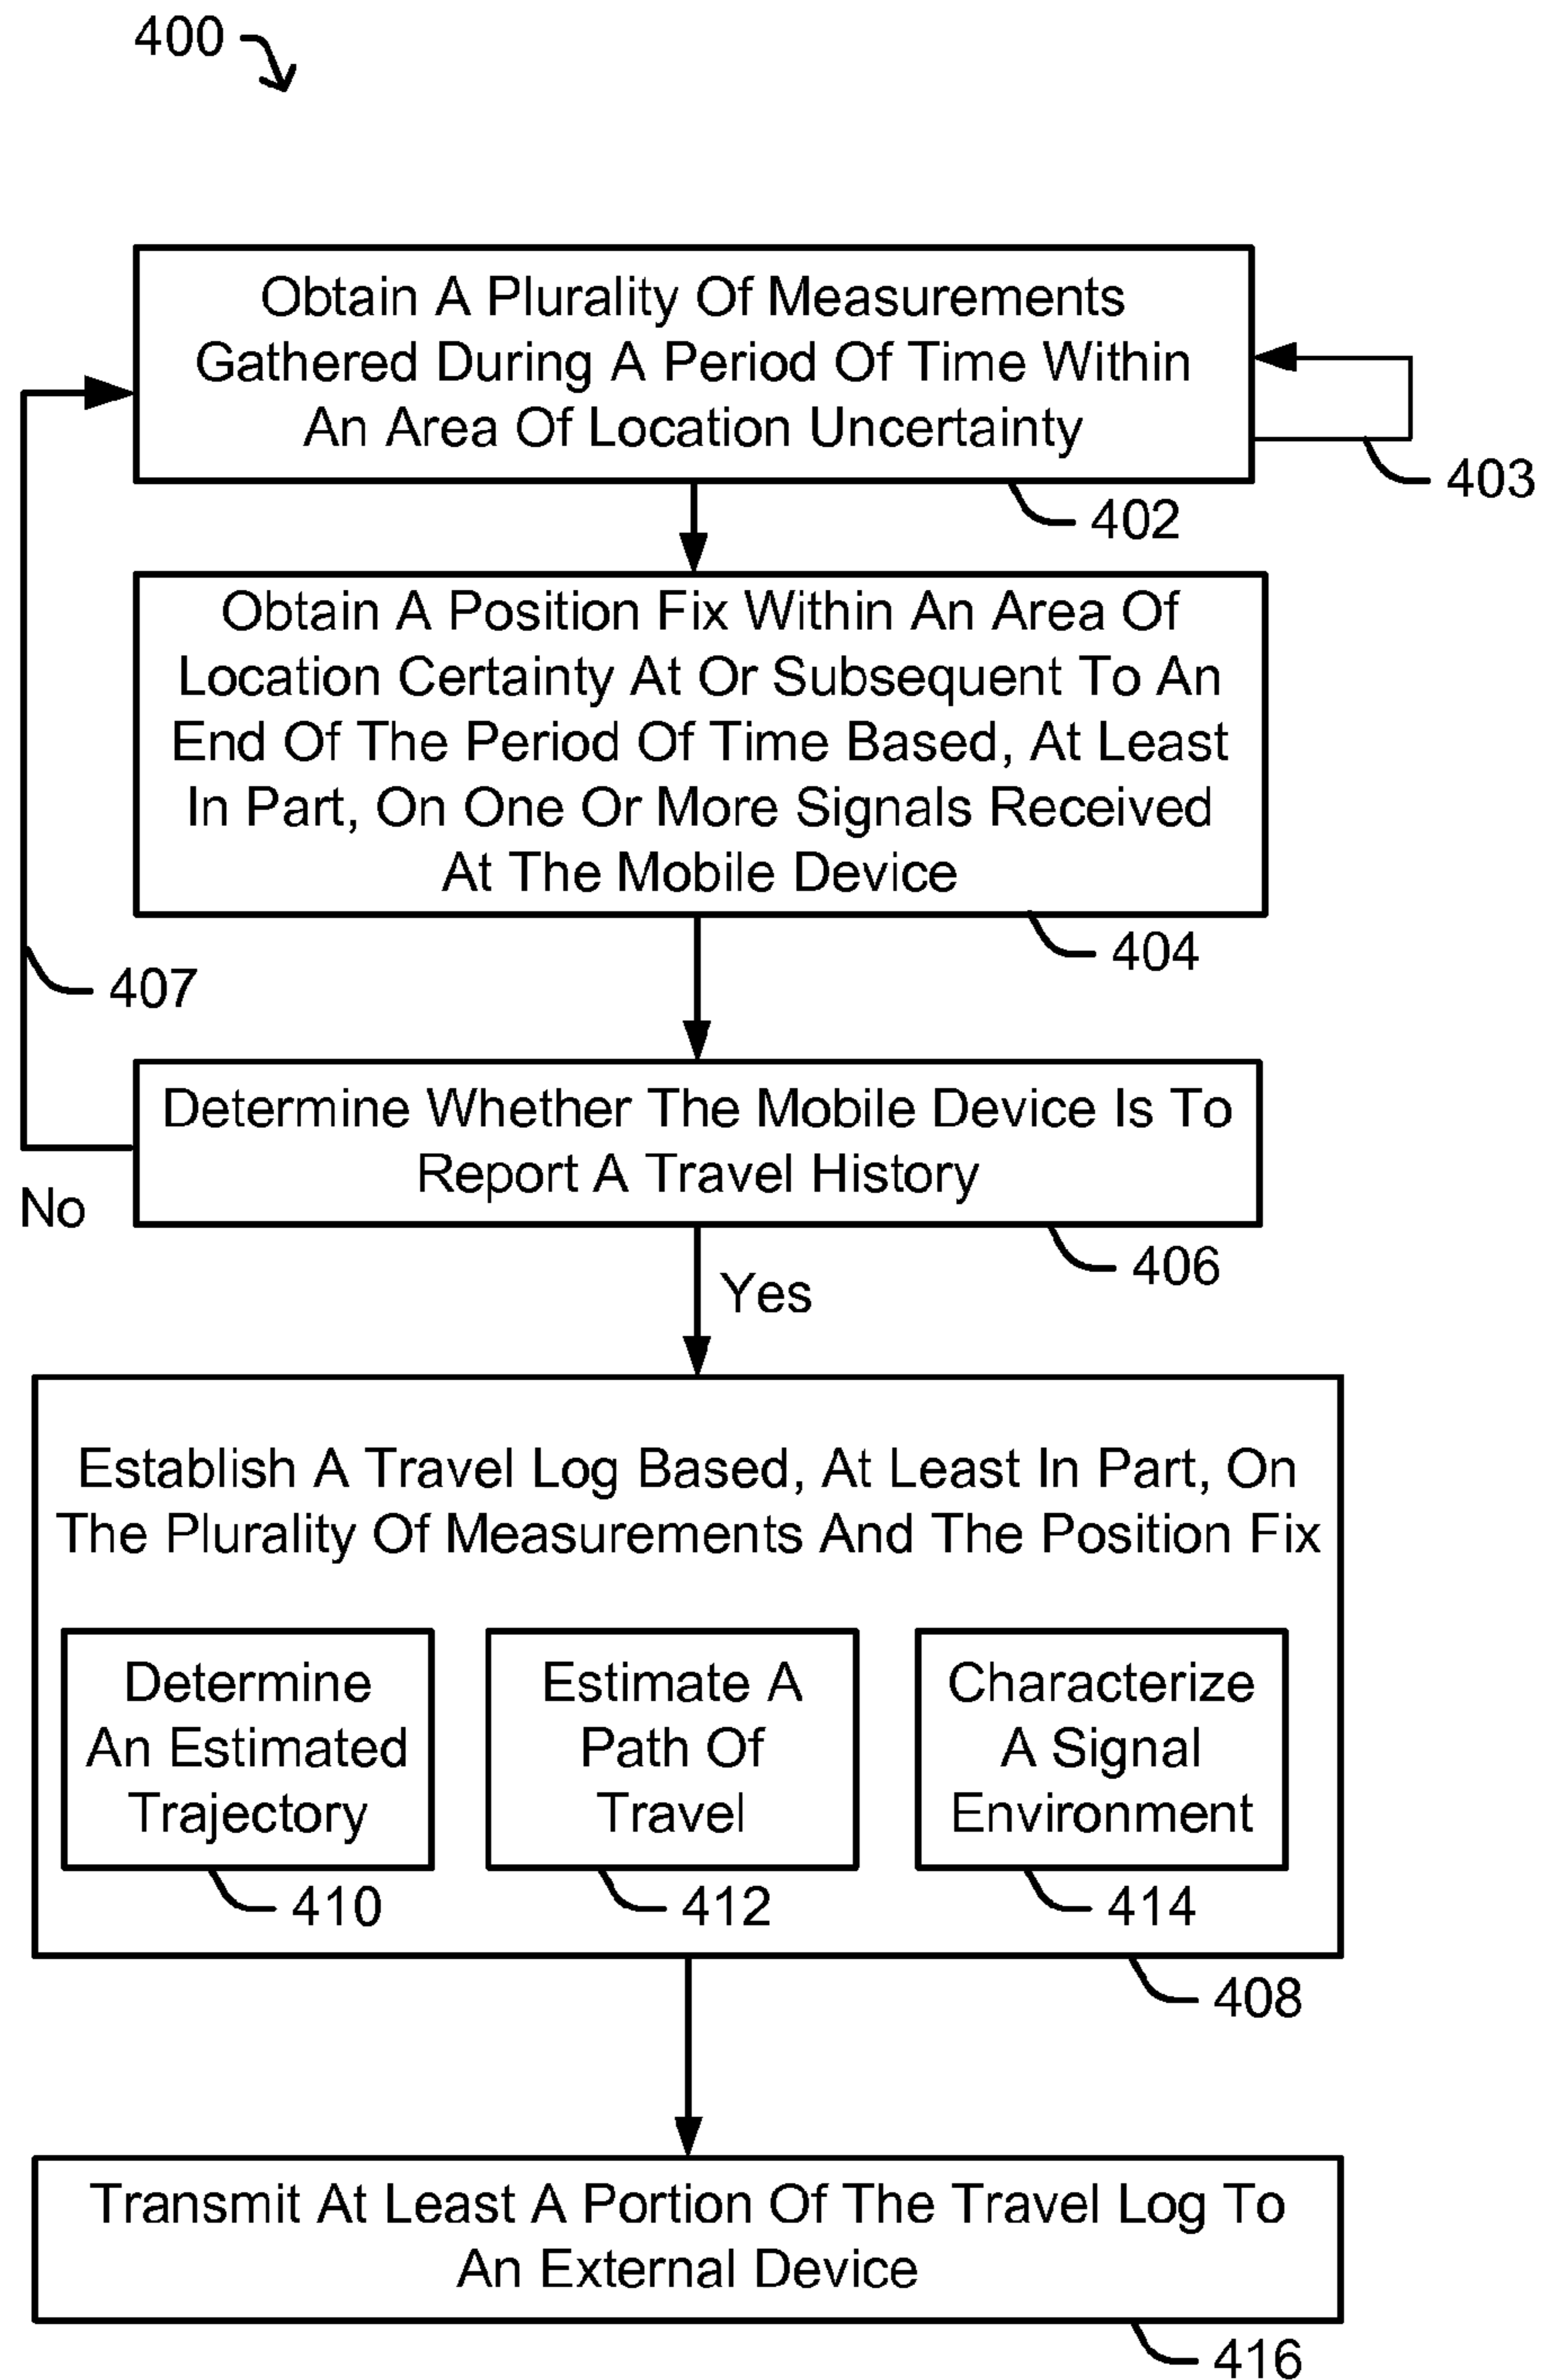 400
Obtain A Plurality Of Measurements
Gathered During A Period Of Time Within
An Area Of Location Uncertainty
403
402
Obtain A Position Fix Within An Area Of
Location Certainty At Or Subsequent To An
End Of The Period Of Time Based, At Least
In Part, On One Or More Signals Received
At The Mobile Device
404
407
Determine Whether The Mobile Device Is To
Report A Travel History
No
406
Yes
Establish A Travel Log Based, At Least In Part, On
The Plurality Of Measurements And The Position Fix
Determine
An Estimated
Trajectory
410
Estimate A
Path Of
Travel
412
Characterize
A Signal
Environment
414
408
Transmit At Least A Portion Of The Travel Log To
An External Device
416